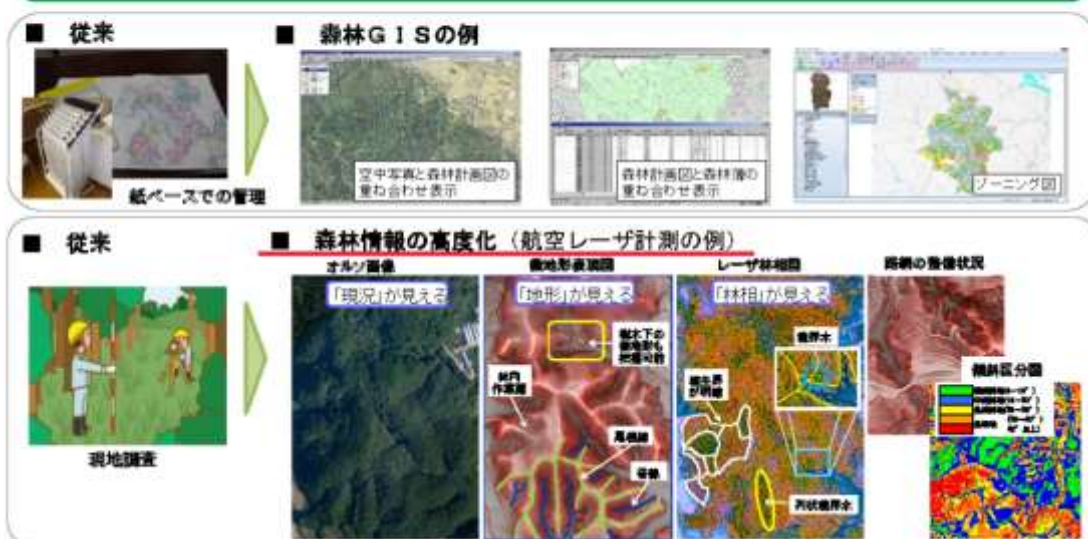 ■ 従来
■ 森林GISの例
紙ベースでの管理
空中写真と森林計画図の
重ね合わせ表示
森林計画図と森林簿の
重ね合わせ表示
ゾーニング図
■ 従来
■ 森林情報の高度化（航空レーザ計測の例）
現地調査
オルソ画像
「現況」が見える
微地形表現図
「地形」が見える
樹木下の
微地形も
把握可能
林内
作業道
尾根線
谷線
レーザ林相図
「林相」が見える
境界木
列状境界木
路網の整備状況
傾斜区分図